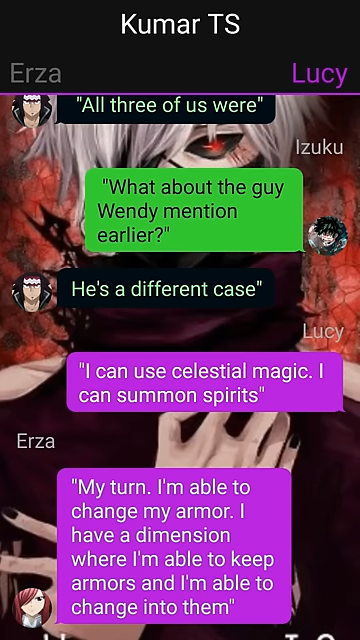 Kumar TS
Erza
Lucy
"All three of us were"
Izuku
"What about the guy
Wendy mention
earlier?"
He's a different case"
Lucy
"I can use celestial magic. I
can summon spirits"
Erza
"My turn. I'm able to
change my armor. I
have a dimension
where I'm able to keep
armors and I'm able to
change into them"